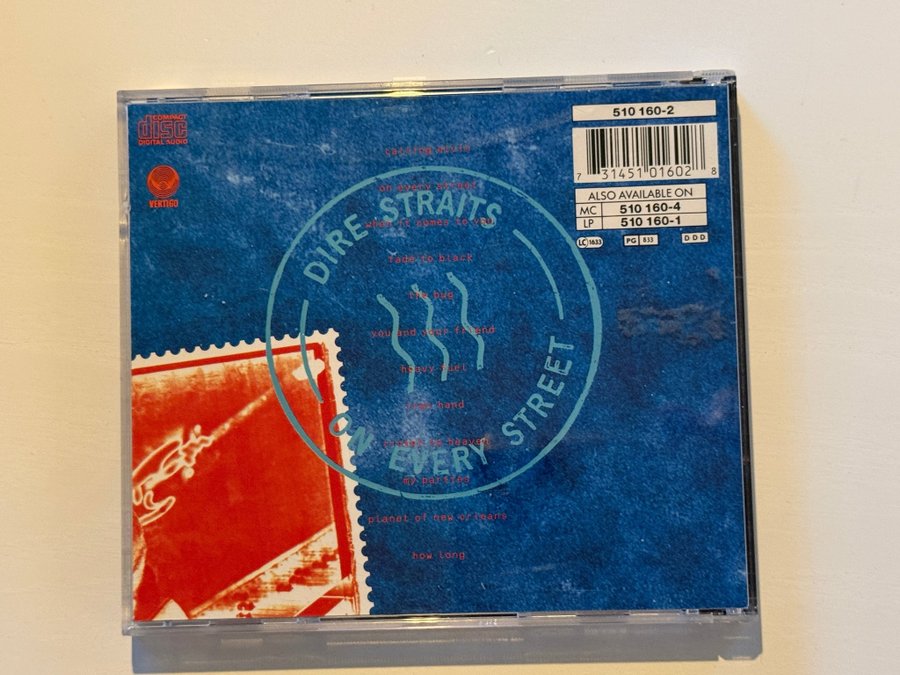 COMPACT
disc
DIGITAL AUDIO
VERTIGO
510 160-2
7 31451 01602 8
ALSO AVAILABLE ON
MC 510 160-4
LP 510 160-1
LC 1633
PG 833
D D D
DIRE STRAITS
ON EVERY STREET
calling elvis
on every street
when it comes to you
fade to black
the bug
you and your friend
heavy fuel
iron hand
ticket to heaven
my parties
planet of new orleans
how long